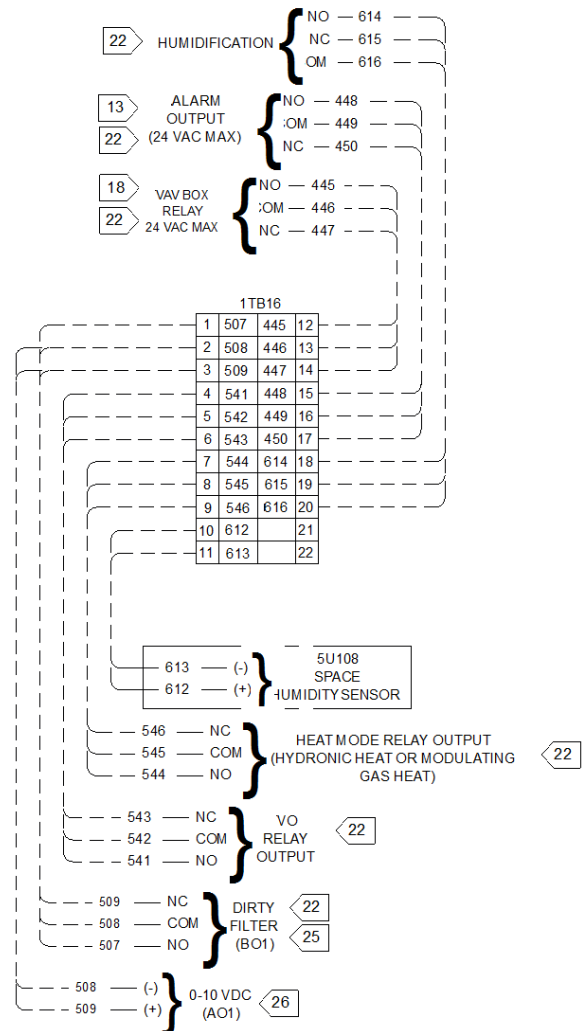 22 HUMIDIFICATION
NO 614
NC 615
OM 616
13 ALARM
22 OUTPUT
(24 VAC MAX)
NO 448
:OM 449
NC 450
18 VAV BOX
22 RELAY
24 VAC MAX
NO 445
:OM 446
NC 447
1TB16
1 507 445 12
2 508 446 13
3 509 447 14
4 541 448 15
5 542 449 16
6 543 450 17
7 544 614 18
8 545 615 19
9 546 616 20
10 612 21
11 613 22
613 (-)
612 (+)
5U108
SPACE
HUMIDITY SENSOR
546 NC
545 COM
544 NO
HEAT MODE RELAY OUTPUT
(HYDRONIC HEAT OR MODULATING
GAS HEAT)
22
543 NC
542 COM
541 NO
VO
RELAY
OUTPUT
22
509 NC
508 COM
507 NO
DIRTY 22
FILTER
(BO1) 25
508 (-)
509 (+)
0-10 VDC
(AO1)
26